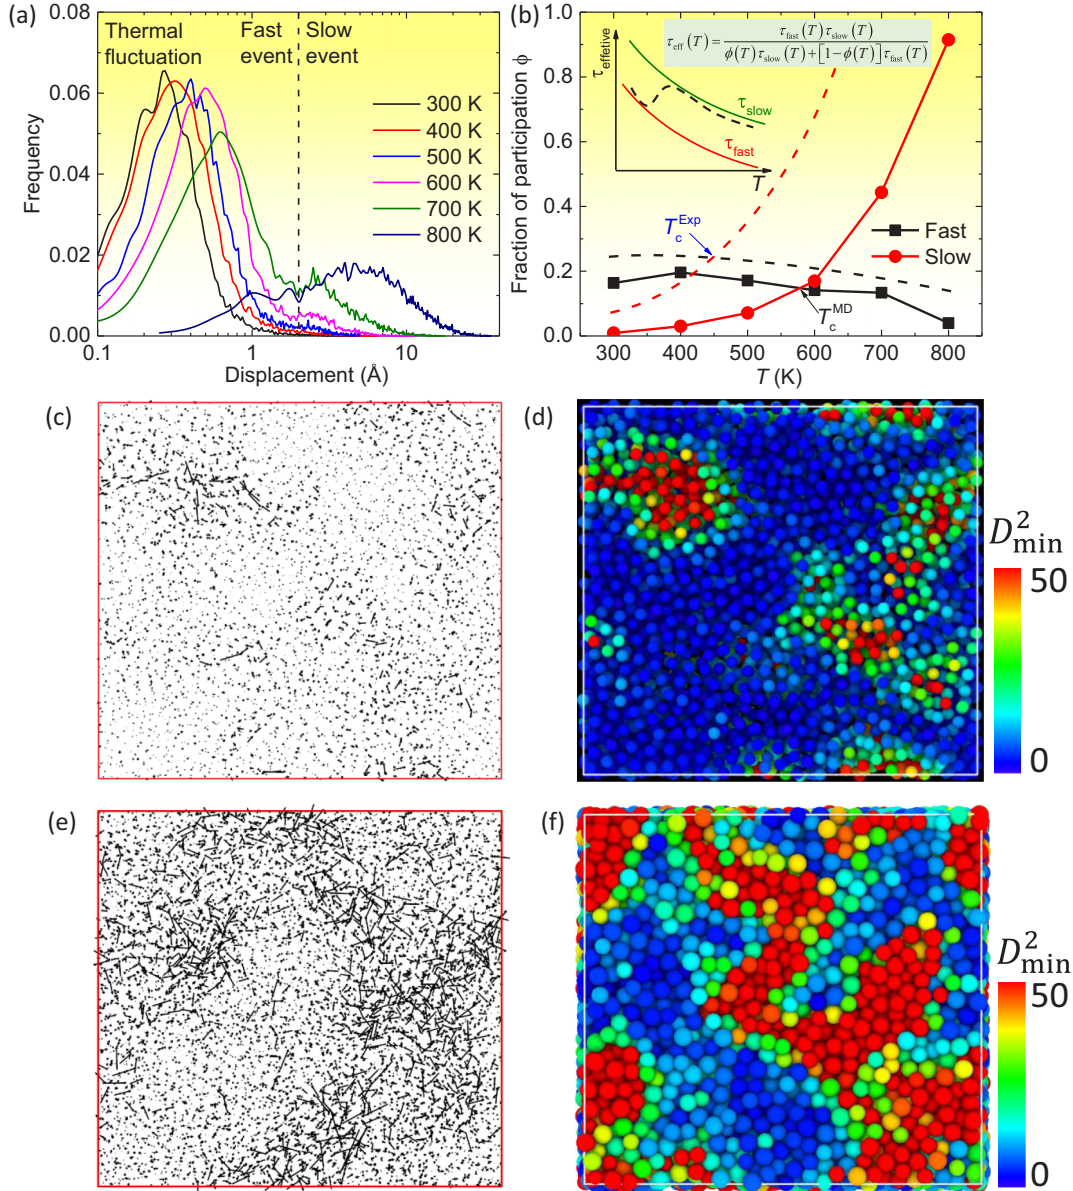 (a)
Thermal fluctuation
Fast event
Slow event
300 K
400 K
500 K
600 K
700 K
800 K
0.08
0.06
0.04
0.02
0.00
Frequency
0.1
1
10
Displacement (Å)
(b)
τ_eff(T) = τ_fast(T)τ_slow(T) / ϕ(T)τ_slow(T)+[1−ϕ(T)]τ_fast(T)
τ_effetive
τ_slow
τ_fast
T
T_c^Exp
T_c^MD
Fast
Slow
1.0
0.8
0.6
0.4
0.2
0.0
Fraction of participation ϕ
300
400
500
600
700
800
T (K)
(c)
(d)
D²_min
50
0
(e)
(f)
D²_min
50
0